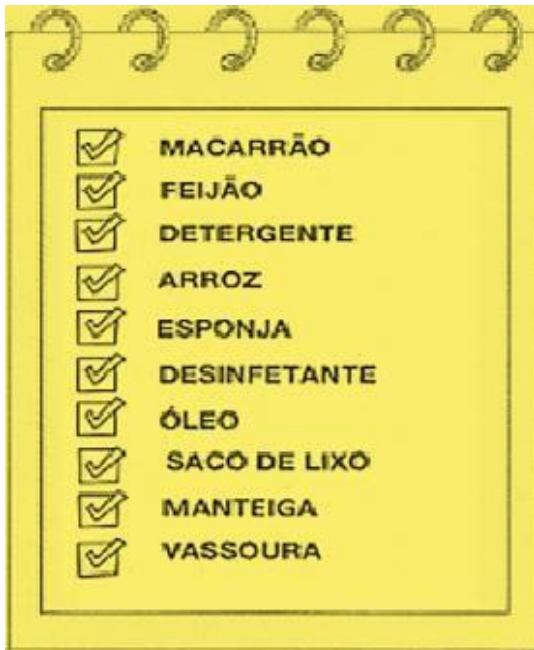 MACARRÃO
FEIJÃO
DETERGENTE
ARROZ
ESPONJA
DESINFETANTE
ÓLEO
SACO DE LIXO
MANTEIGA
VASSOURA